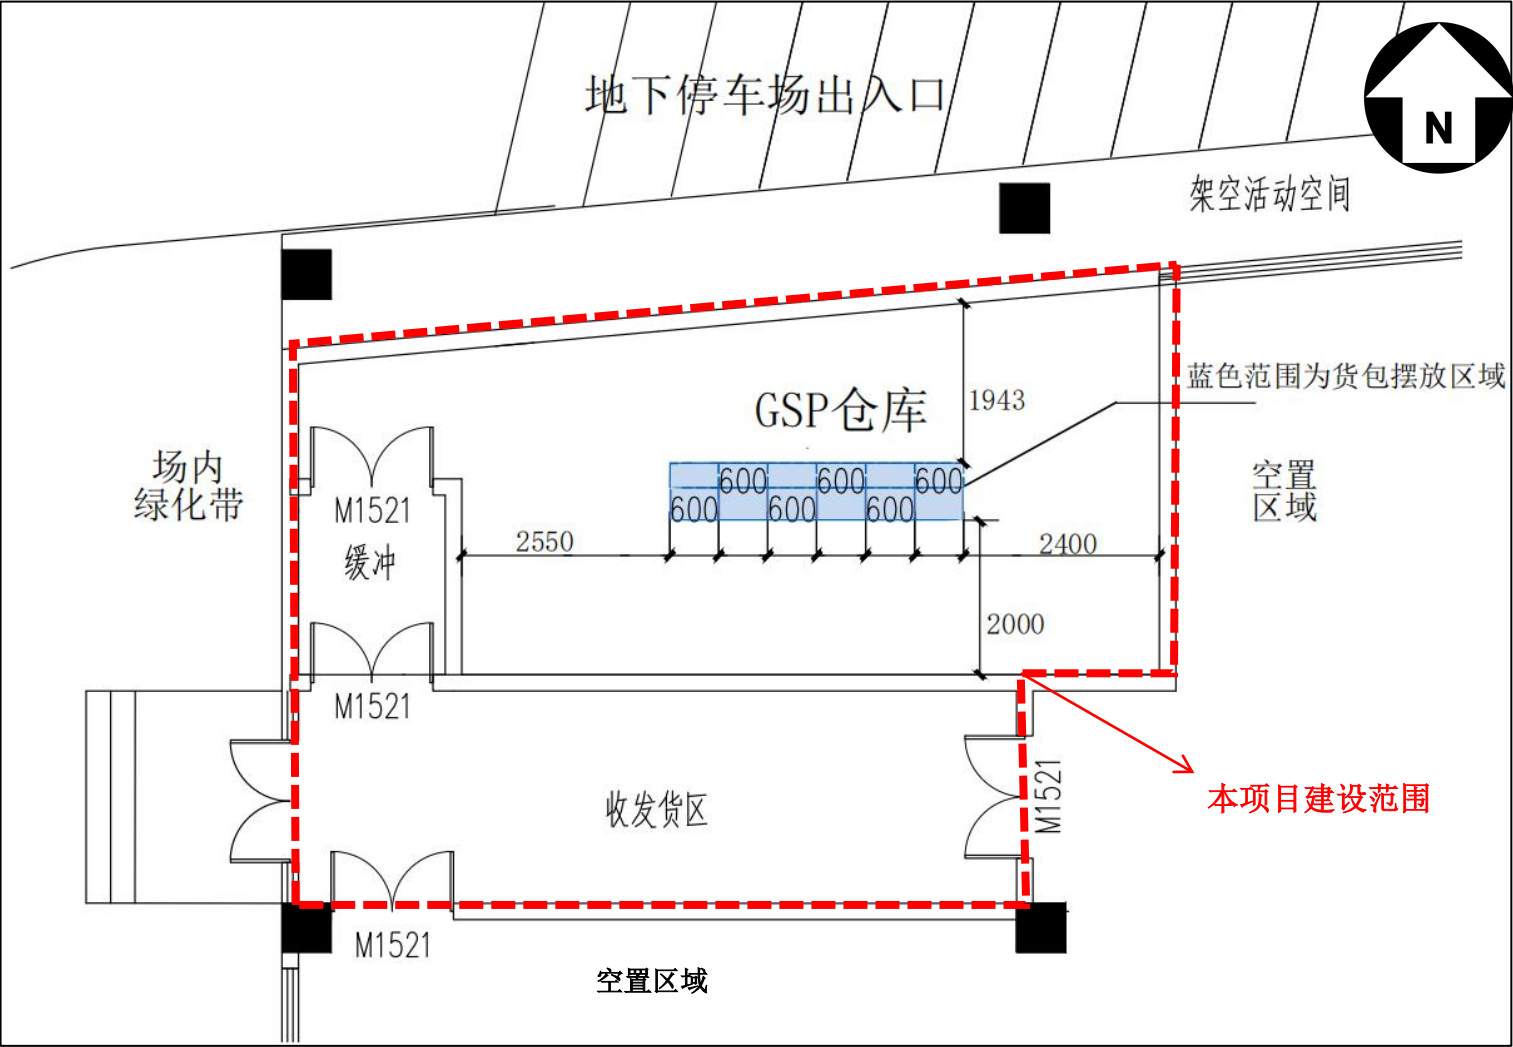 地下停车场出入口
N
架空活动空间
蓝色范围为货包摆放区域
1943
GSP仓库
场内
绿化带
空置
区域
600
600
600
600
600
600
M1521
缓冲
2550
2400
2000
M1521
M1521
收发货区
本项目建设范围
M1521
空置区域